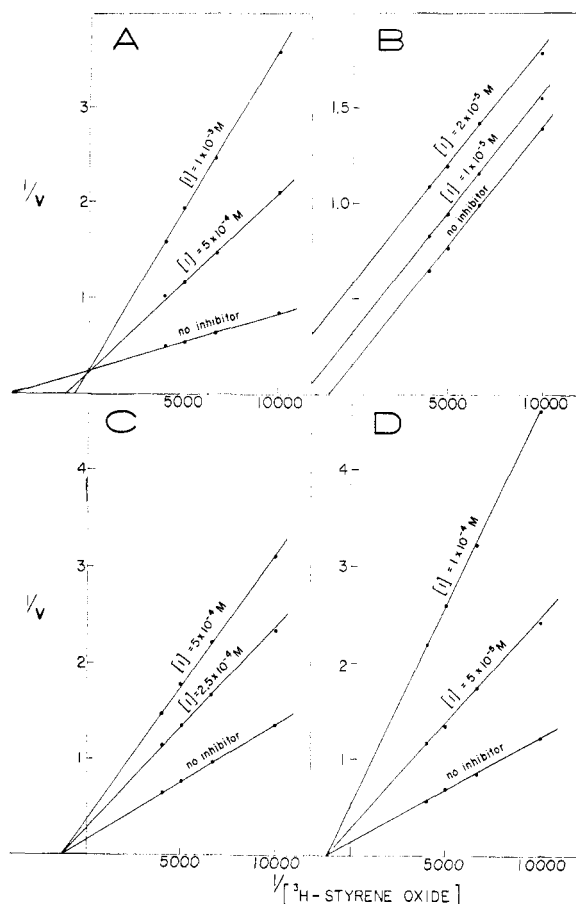 A
3
2
1
1/v
[I] = 1 x 10⁻³ M
[I] = 5 x 10⁻⁴ M
no inhibitor
5000
10000
B
1.5
1.0
[I] = 2 x 10⁻⁵ M
[I] = 1 x 10⁻⁵ M
no inhibitor
5000
10000
C
4
3
2
1
1/v
[I] = 5 x 10⁻⁴ M
[I] = 2.5 x 10⁻⁴ M
no inhibitor
5000
10000
D
4
3
2
1
[I] = 1 x 10⁻⁴ M
[I] = 5 x 10⁻⁵ M
no inhibitor
5000
10000
1/[³H-STYRENE OXIDE]